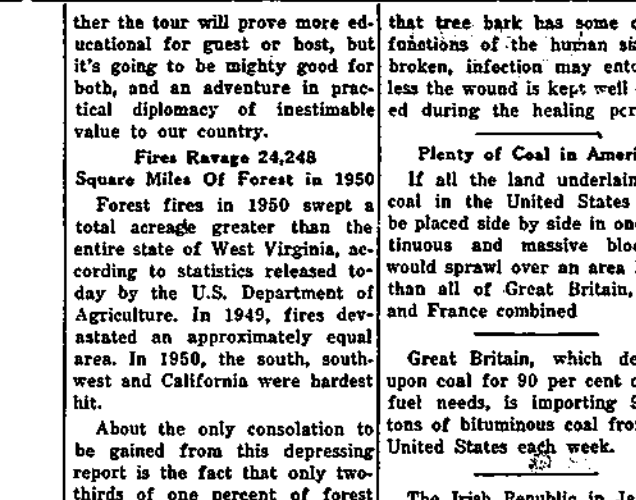 ther the tour will prove more ed-
ucational for guest or host, but
it's going to be mighty good for
both, and an adventure in prac-
tical diplomacy of inestimable
value to our country.
Fires Ravage 24,248
Square Miles Of Forest in 1950
Forest fires in 1950 swept a
total acreage greater than the
entire state of West Virginia, ac-
cording to statistics released to-
day by the U.S. Department of
Agriculture. In 1949, fires dev-
astated an approximately equal
area. In 1950, the south, south-
west and California were hardest
hit.
About the only consolation to
be gained from this depressing
report is the fact that only two-
thirds of one percent of forest
that tree bark has some
functions of the human
broken, infection may
less the wound is kept well
ed during the healing
Plenty of Coal in
If all the land
coal in the United States
be placed side by side in
tinuous and massive
would sprawl over an area
than all of Great Britain,
and France combined
Great Britain, which
upon coal for 90 per cent
fuel needs, is importing
tons of bituminous coal
United States each week.
The Irish Republic in